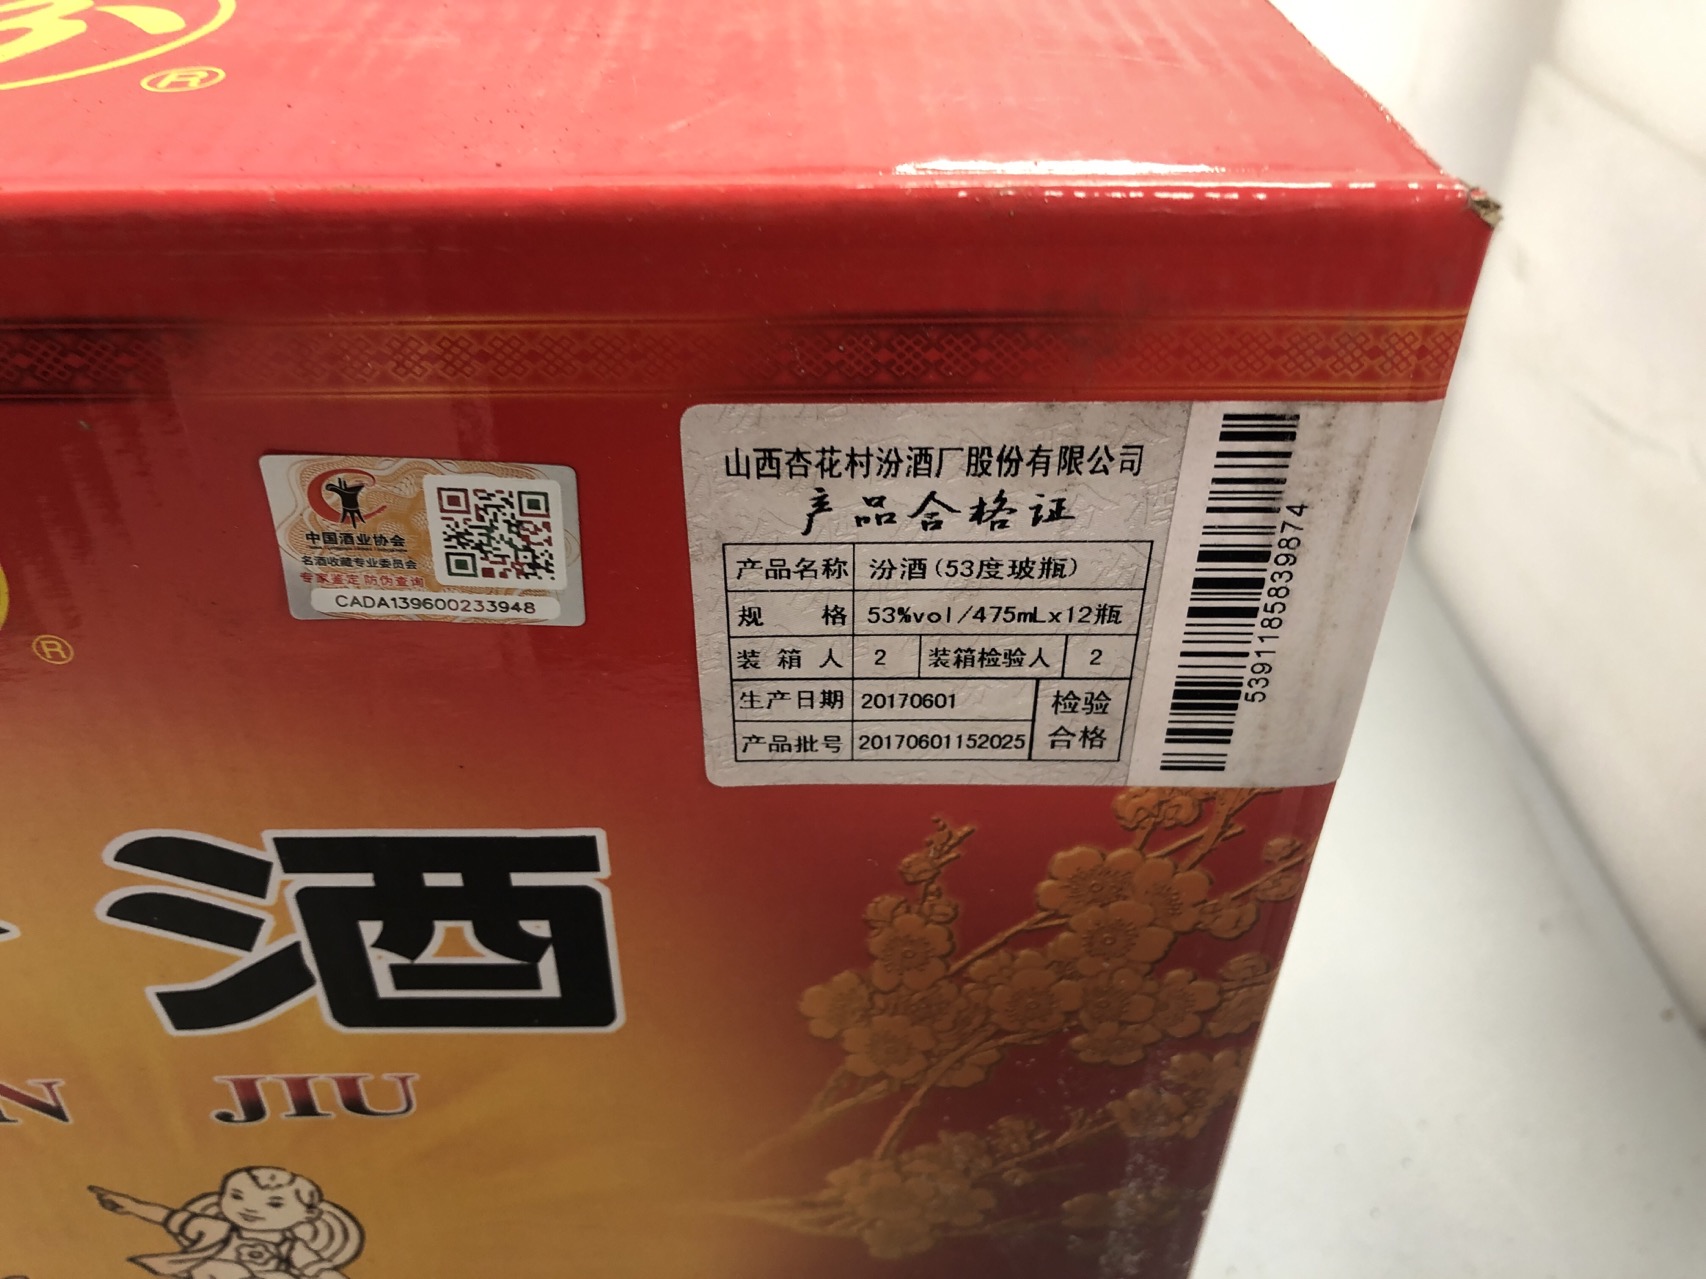 ®
中国酒业协会
名酒收藏专业委员会
专家鉴定 防伪查询
CADA139600233948
®
山西杏花村汾酒厂股份有限公司
产品合格证
产品名称 汾酒(53度玻瓶)
规 格 53%vol/475mLx12瓶
装箱人 2 装箱检验人 2
生产日期 20170601 检验
产品批号 20170601152025 合格
5391185839874
酒
N JIU